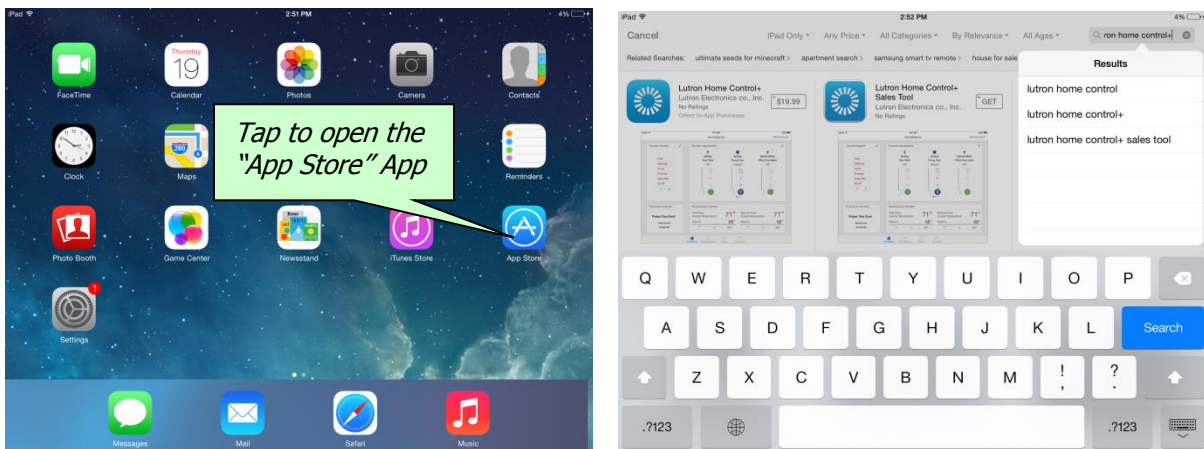 iPad 2:51 PM 4%
Thursday
19
FaceTime Calendar Photos Camera Contacts
280
Tap to open the
“App Store” App
Clock Maps Reminders
Photo Booth Game Center Newsstand iTunes Store App Store
1
Settings
Messages Mail Safari Music
iPad 2:52 PM 4%
Cancel iPad Only Any Price All Categories By Relevance All Ages ron home control+
Related Searches: ultimate seeds for minecraft apartment search samsung smart tv remote house for sale
Results
lutron home control
lutron home control+
lutron home control+ sales tool
Lutron Home Control+
Lutron Electronics co., Inc.
No Ratings
Offers In-App Purchases
+ $19.99
Lutron Home Control+
Sales Tool
Lutron Electronics co., Inc.
No Ratings
+ GET
Q W E R T Y U I O P
A S D F G H J K L Search
Z X C V B N M ! , ? .
.?123 .?123